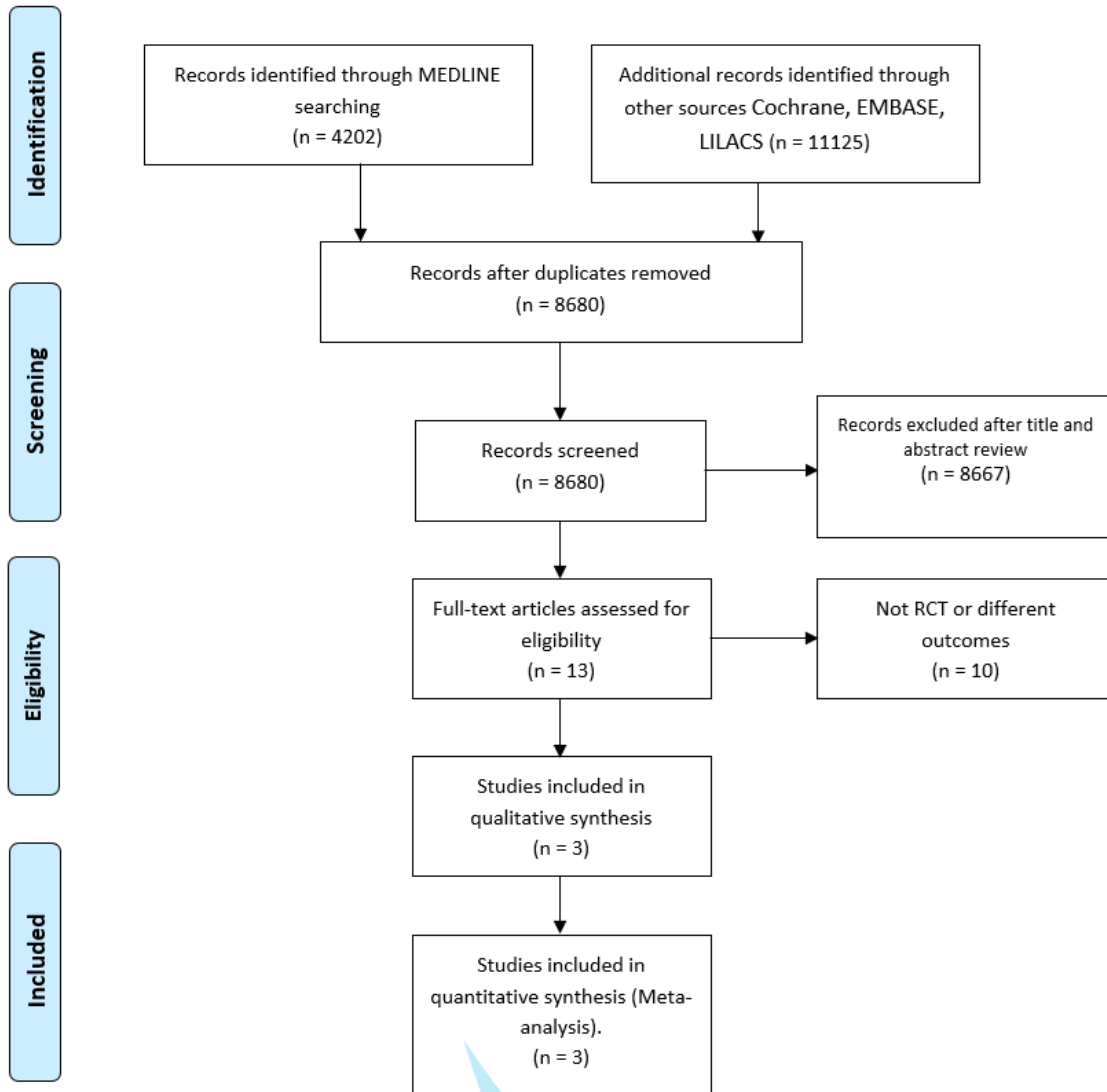 Identification
Records identified through MEDLINE
searching
(n = 4202)
Additional records identified through
other sources Cochrane, EMBASE,
LILACS (n = 11125)
Records after duplicates removed
(n = 8680)
Screening
Records screened
(n = 8680)
Records excluded after title and
abstract review
(n = 8667)
Eligibility
Full-text articles assessed for
eligibility
(n = 13)
Not RCT or different
outcomes
(n = 10)
Studies included in
qualitative synthesis
(n = 3)
Included
Studies included in
quantitative synthesis (Meta-
analysis).
(n = 3)